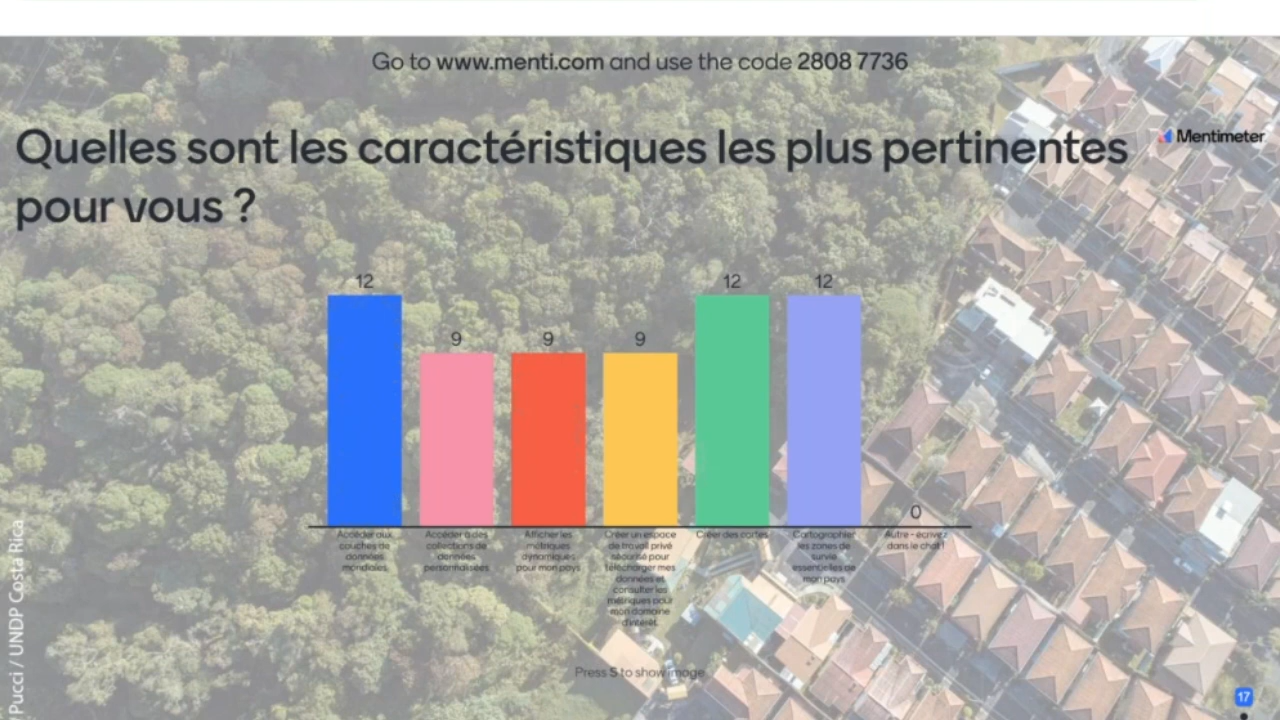 Go to www.menti.com and use the code 2808 7736
Quelles sont les caractéristiques les plus pertinentes
pour vous ?
Mentimeter
12
9
9
9
12
12
0
Accéder aux
couches de
données
mondiales
Accéder à des
collections de
données
personnalisées
Afficher les
métriques
dynamiques
pour mon pays
Créer un espace
de travail privé
sécurisé pour
télécharger mes
données et
consulter les
métriques pour
mon domaine
d'intérêt.
Créer des cartes
Cartographier
les zones de
survie
essentielles de
mon pays
Autre - écrivez
dans le chat !
Press S to show image
Pucci / UNDP Costa Rica
17